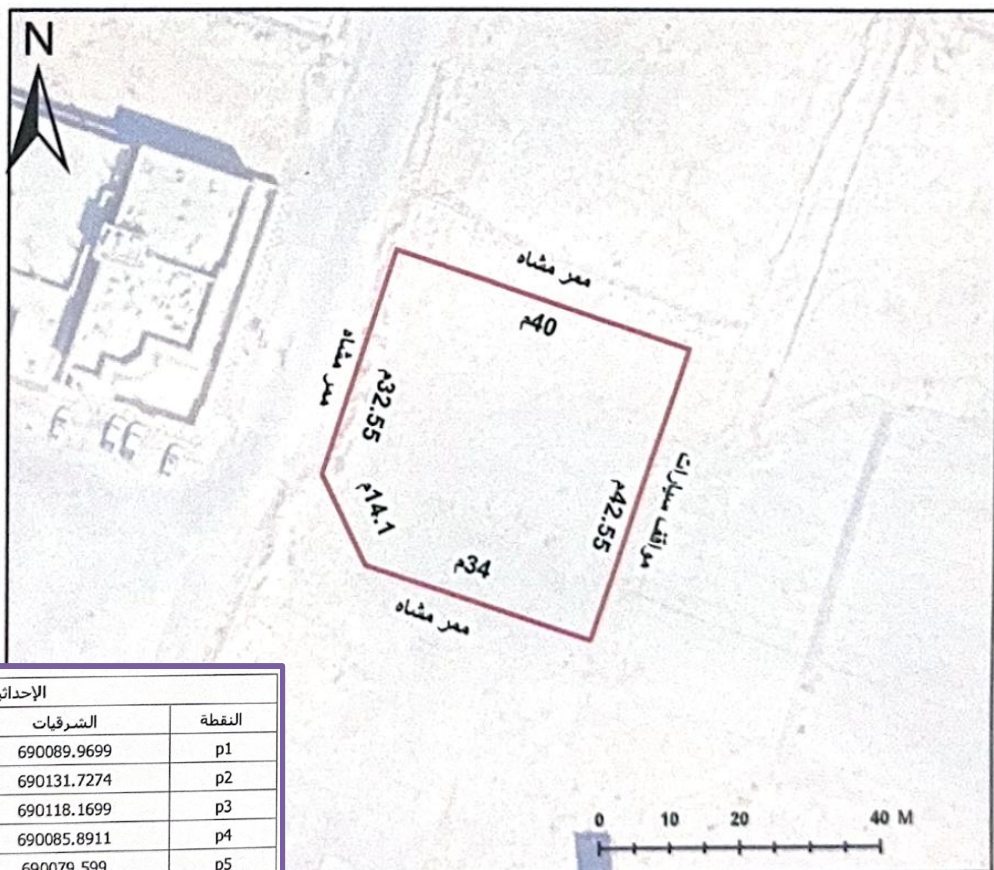 N
ممر مشاه
40م
ممر مشاه
32.55م
مواقف سيارات
42.55م
14.1م
34م
ممر مشاه
0 10 20 40 M
النقطة الشرقيات
p1 690089.9699
p2 690131.7274
p3 690118.1699
p4 690085.8911
p5 690079.599